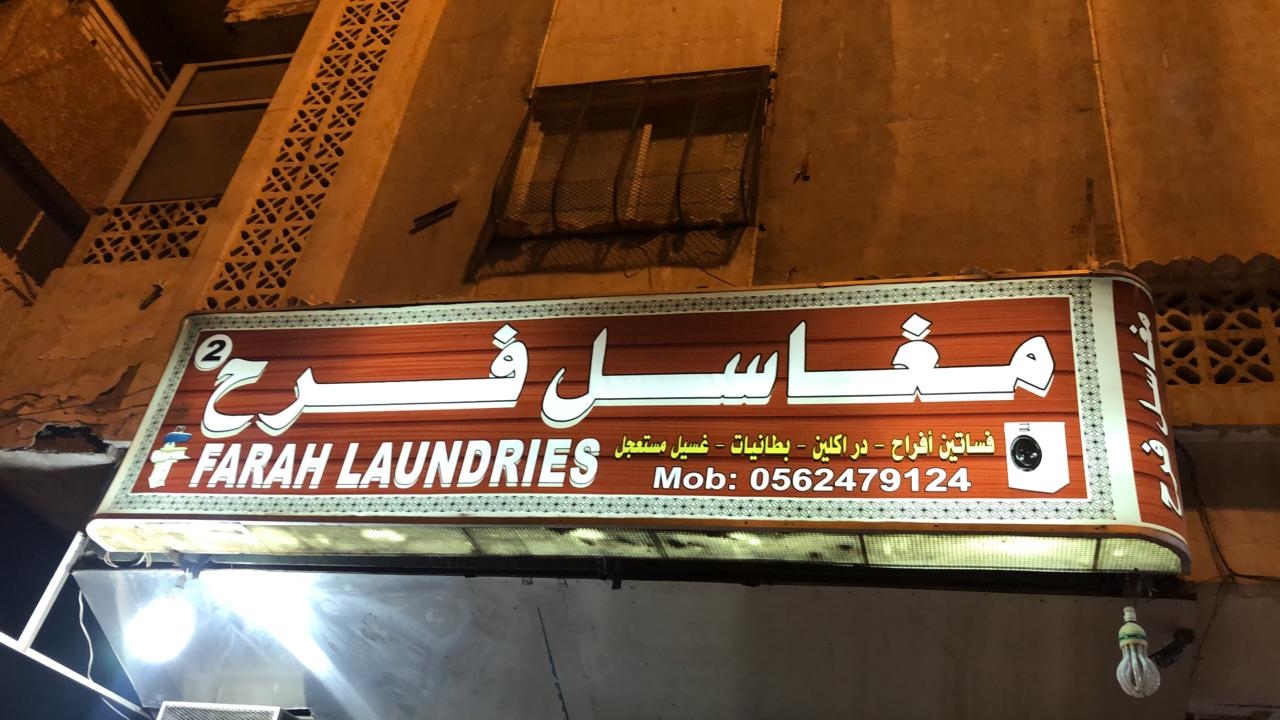 مغاسل فرح
2
FARAH LAUNDRIES
فساتين أفراح - دراكلين - بطانيات - غسيل مستعجل
Mob: 0562479124
مغاسل فرح